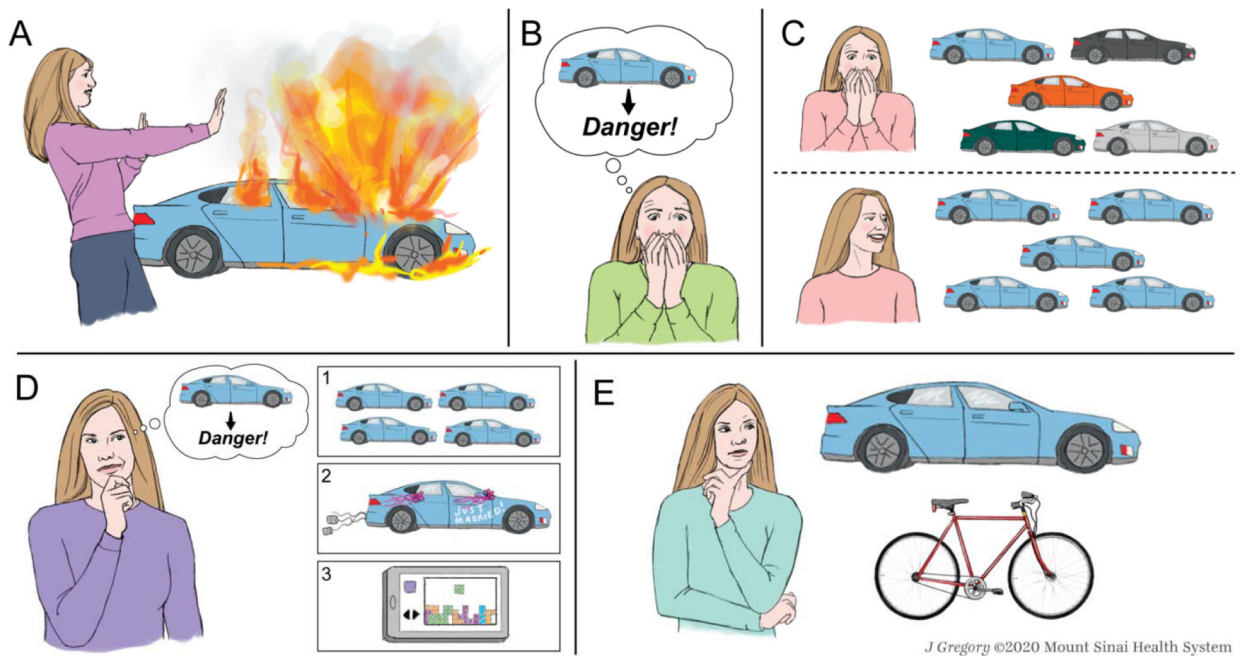 A
B
Danger!
C
D
Danger!
1
2
JUST
MARRIED!
3
E
J Gregory ©2020 Mount Sinai Health System